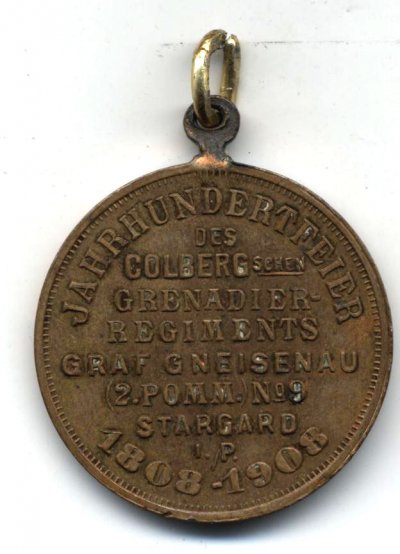 JAHRHUNDERTFEIER
DES
COLBERGSCHEN
GRENADIER-
REGIMENTS
GRAF GNEISENAU
(2. POMM.) No 9
STARGARD
I./P.
1808-1908